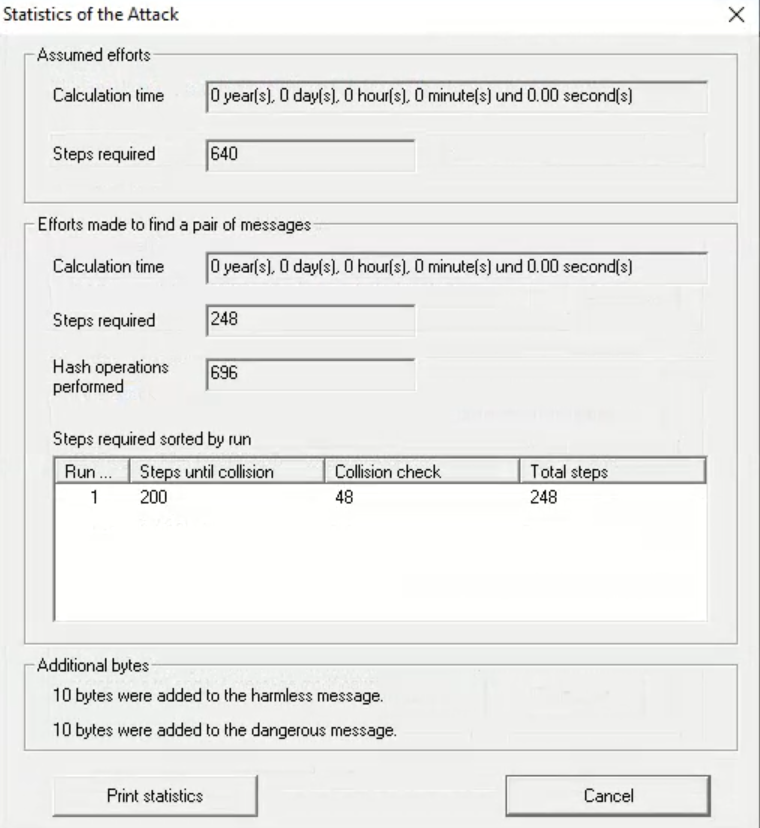 Statistics of the Attack
Assumed efforts
Calculation time 0 year(s), 0 day(s), 0 hour(s), 0 minute(s) und 0.00 second(s)
Steps required 640
Efforts made to find a pair of messages
Calculation time 0 year(s), 0 day(s), 0 hour(s), 0 minute(s) und 0.00 second(s)
Steps required 248
Hash operations
performed 696
Steps required sorted by run
Run ... Steps until collision Collision check Total steps
1 200 48 248
Additional bytes
10 bytes were added to the harmless message.
10 bytes were added to the dangerous message.
Print statistics Cancel